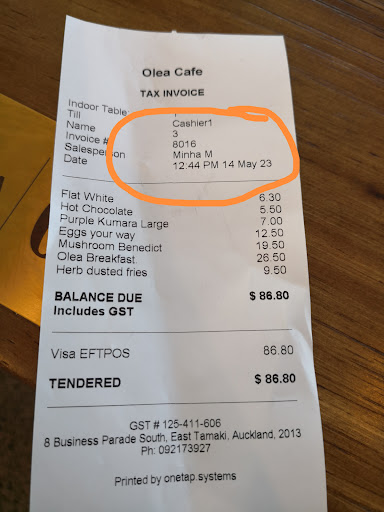 Olea Cafe
TAX INVOICE
Indoor Table:
Till Cashier1
Name 3
Invoice # 8016
Salesperson Minha M
Date 12:44 PM 14 May 23
Flat White 6.30
Hot Chocolate 5.50
Purple Kumara Large 7.00
Eggs your way 12.50
Mushroom Benedict 19.50
Olea Breakfast 26.50
Herb dusted fries 9.50
BALANCE DUE $ 86.80
Includes GST
Visa EFTPOS 86.80
TENDERED $ 86.80
GST # 125-411-606
8 Business Parade South, East Tamaki, Auckland, 2013
Ph: 092173927
Printed by onetap.systems